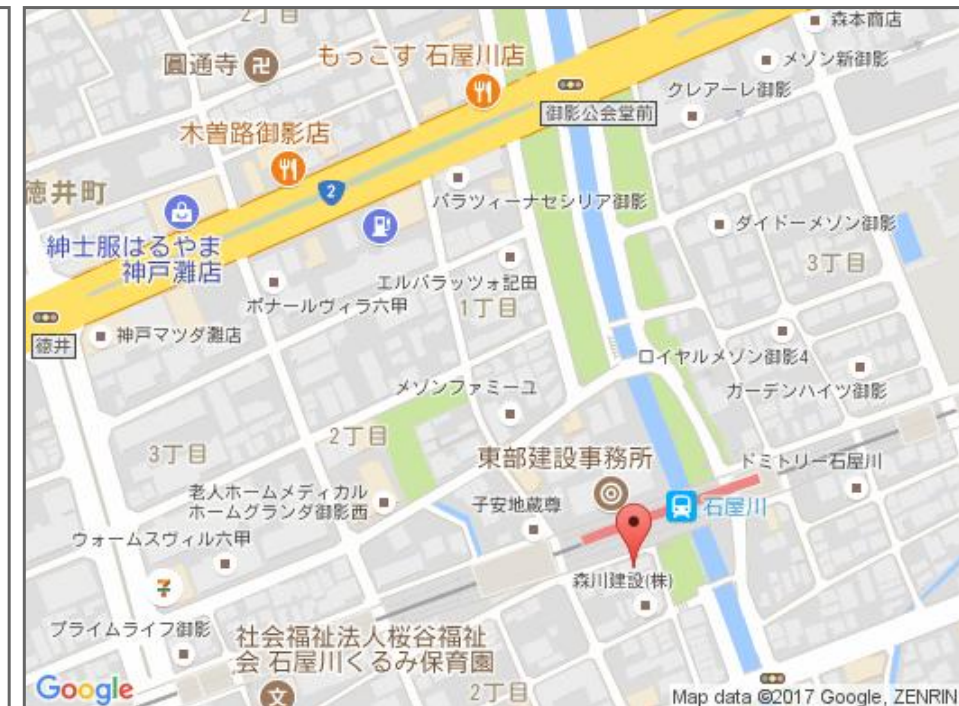 2丁目
森本商店
圓通寺
もっこす 石屋川店
メゾン新御影
クレアーレ御影
御影公会堂前
木曽路御影店
徳井町
2
パラツィーナセシリア御影
ダイドーメゾン御影
紳士服はるやま
神戸灘店
3丁目
エルパラッツォ記田
ボナールヴィラ六甲
1丁目
徳井
神戸マツダ灘店
ロイヤルメゾン御影4
メゾンファミーユ
ガーデンハイツ御影
2丁目
3丁目
東部建設事務所
ドミトリー石屋川
老人ホームメディカル
ホームグランダ御影西
子安地蔵尊
石屋川
ウォームスヴィル六甲
森川建設(株)
7
プライムライフ御影
社会福祉法人桜谷福祉
会 石屋川くるみ保育園
文
2丁目
Google
Map data ©2017 Google, ZENRIN